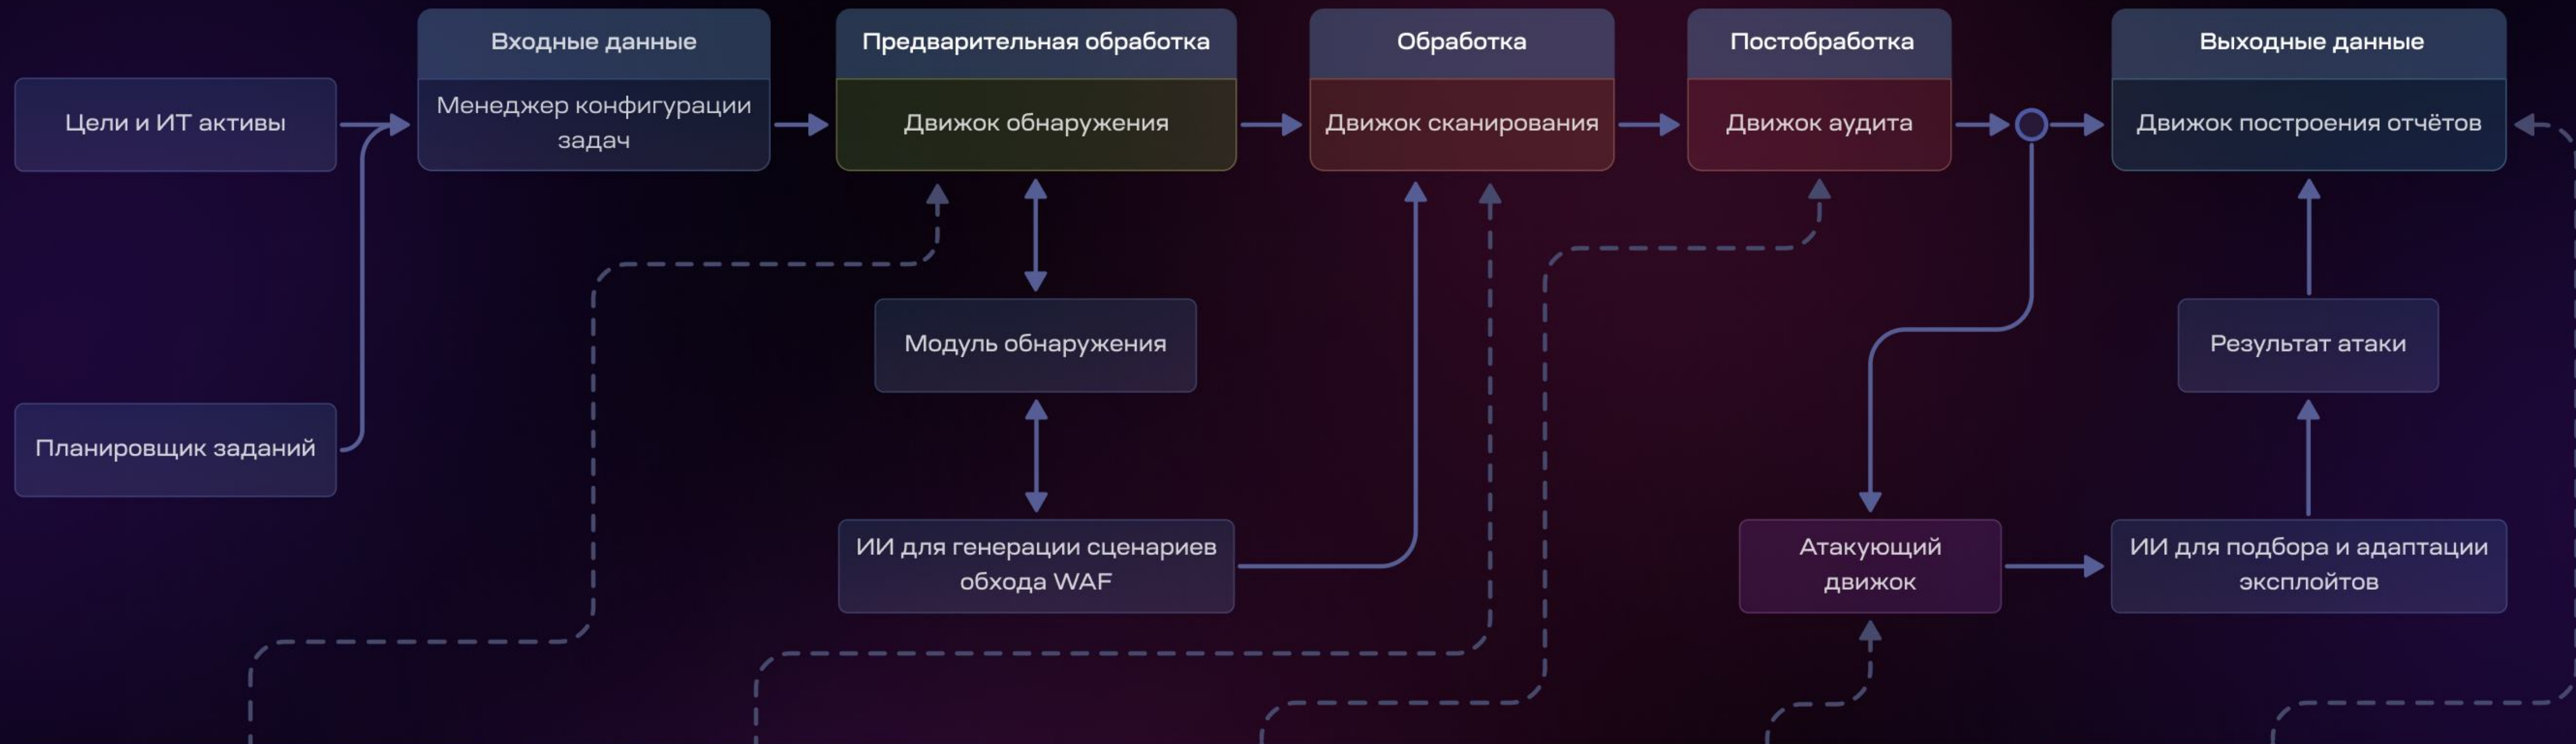 Входные данные
Предварительная обработка
Обработка
Постобработка
Выходные данные
Цели и ИТ активы
Менеджер конфигурации
задач
Движок обнаружения
Движок сканирования
Движок аудита
Движок построения отчётов
Модуль обнаружения
Результат атаки
Планировщик заданий
ИИ для генерации сценариев
обхода WAF
Атакующий
движок
ИИ для подбора и адаптации
эксплойтов